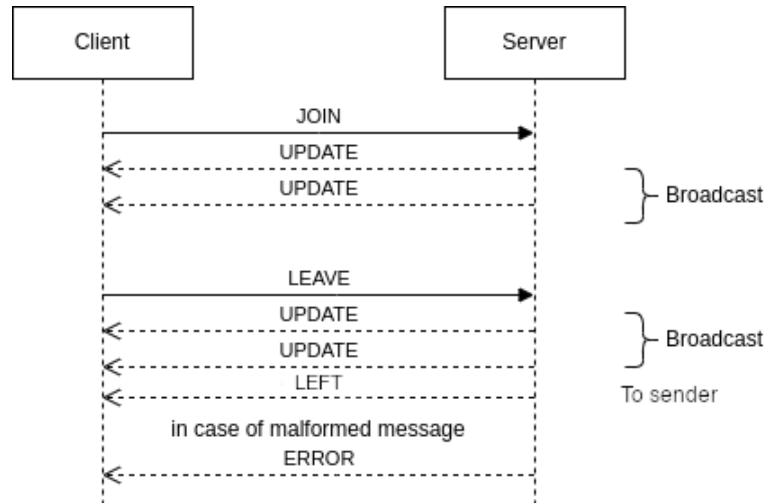 Client
Server
JOIN
UPDATE
UPDATE
Broadcast
LEAVE
UPDATE
Broadcast
UPDATE
LEFT
To sender
in case of malformed message
ERROR